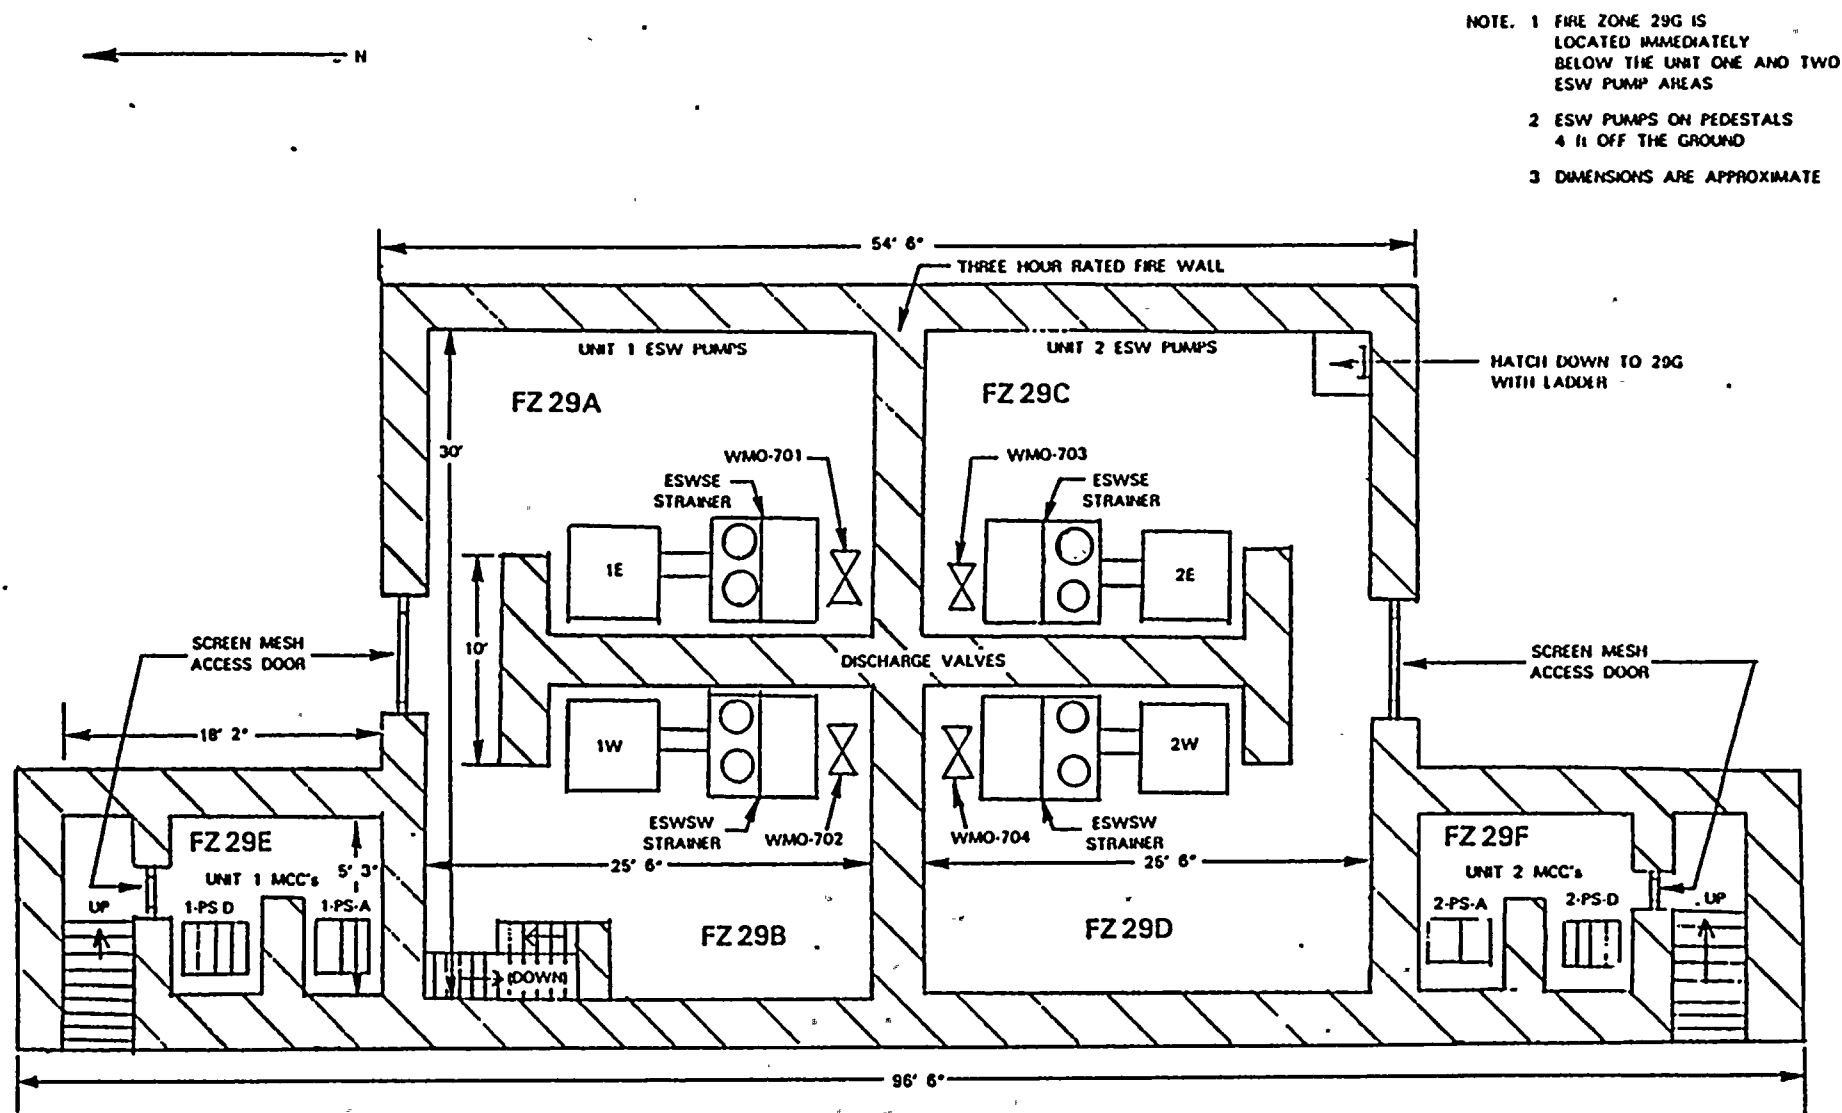 N
NOTE. 1 FIRE ZONE 29G IS
LOCATED IMMEDIATELY
BELOW THE UNIT ONE AND TWO
ESW PUMP AREAS
2 ESW PUMPS ON PEDESTALS
4 ft OFF THE GROUND
3 DIMENSIONS ARE APPROXIMATE
54' 6"
THREE HOUR RATED FIRE WALL
UNIT 1 ESW PUMPS
UNIT 2 ESW PUMPS
HATCH DOWN TO 29G
WITH LADDER
FZ 29A
FZ 29C
30'
WMO-701
WMO-703
ESWSE
STRAINER
ESWSE
STRAINER
1E
2E
10'
SCREEN MESH
ACCESS DOOR
DISCHARGE VALVES
SCREEN MESH
ACCESS DOOR
18' 2"
1W
2W
ESWSW
STRAINER
WMO-702
WMO-704
ESWSW
STRAINER
FZ 29E
FZ 29F
25' 6"
25' 6"
UNIT 1 MCC's
5' 3"
UNIT 2 MCC's
UP
1-PS D
1-PS-A
2-PS-A
2-PS-D
UP
FZ 29B
FZ 29D
(DOWN)
96' 6"